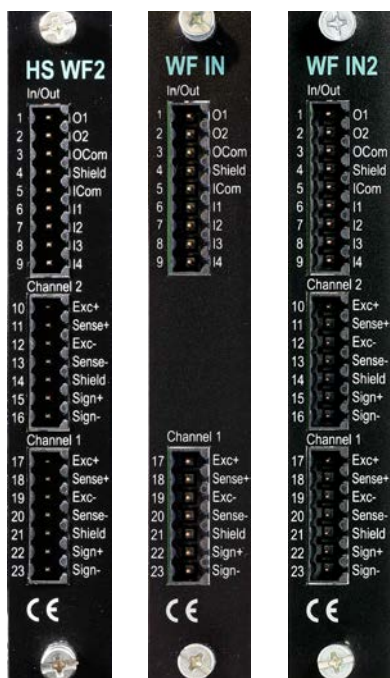 HS WF2
In/Out
1 O1
2 O2
3 OCom
4 Shield
5 ICom
6 I1
7 I2
8 I3
9 I4
Channel 2
10 Exc+
11 Sense+
12 Exc-
13 Sense-
14 Shield
15 Sign+
16 Sign-
Channel 1
17 Exc+
18 Sense+
19 Exc-
20 Sense-
21 Shield
22 Sign+
23 Sign-
CE
WF IN
In/Out
1 O1
2 O2
3 OCom
4 Shield
5 ICom
6 I1
7 I2
8 I3
9 I4
Channel 1
17 Exc+
18 Sense+
19 Exc-
20 Sense-
21 Shield
22 Sign+
23 Sign-
CE
WF IN2
In/Out
1 O1
2 O2
3 OCom
4 Shield
5 ICom
6 I1
7 I2
8 I3
9 I4
Channel 2
10 Exc+
11 Sense+
12 Exc-
13 Sense-
14 Shield
15 Sign+
16 Sign-
Channel 1
17 Exc+
18 Sense+
19 Exc-
20 Sense-
21 Shield
22 Sign+
23 Sign-
CE